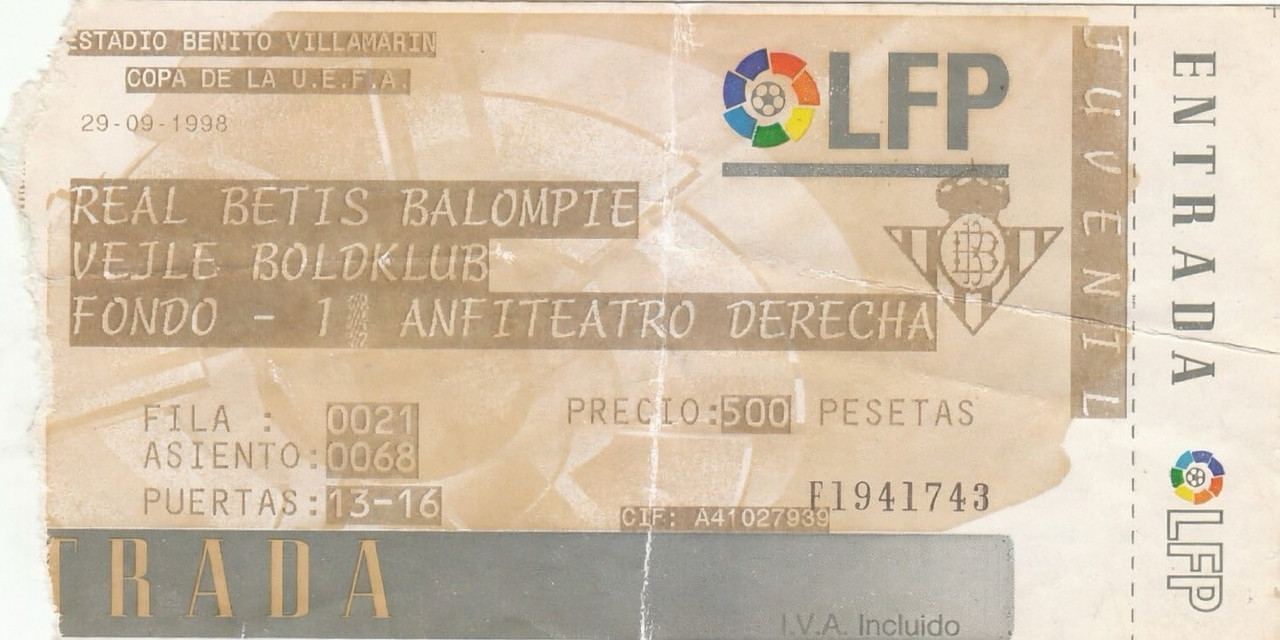 ESTADIO BENITO VILLAMARIN
COPA DE LA U.E.F.A.
29-09-1998
LFP
REAL BETIS BALOMPIE
VEJLE BOLDKLUB
FONDO - 1 ANFITEATRO DERECHA
FILA : 0021
ASIENTO:0068
PUERTAS:13-16
PRECIO:500 PESETAS
F1941743
CIF: A41027939
TRADA
I.V.A. Incluido
JUVENIL
ENTRADA
LFP